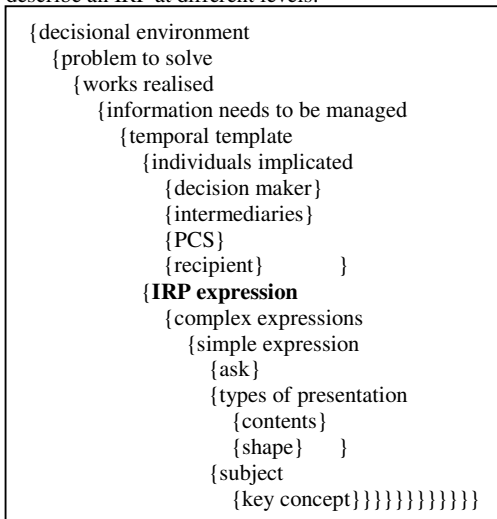 describe an IRP at different levels.
{decisional environment
{problem to solve
{works realised
{information needs to be managed
{temporal template
{individuals implicated
{decision maker}
{intermediaries}
{PCS}
{recipient} }
{IRP expression
{complex expressions
{simple expression
{ask}
{types of presentation
{contents}
{shape} }
{subject
{key concept}}}}}}}}}}}}